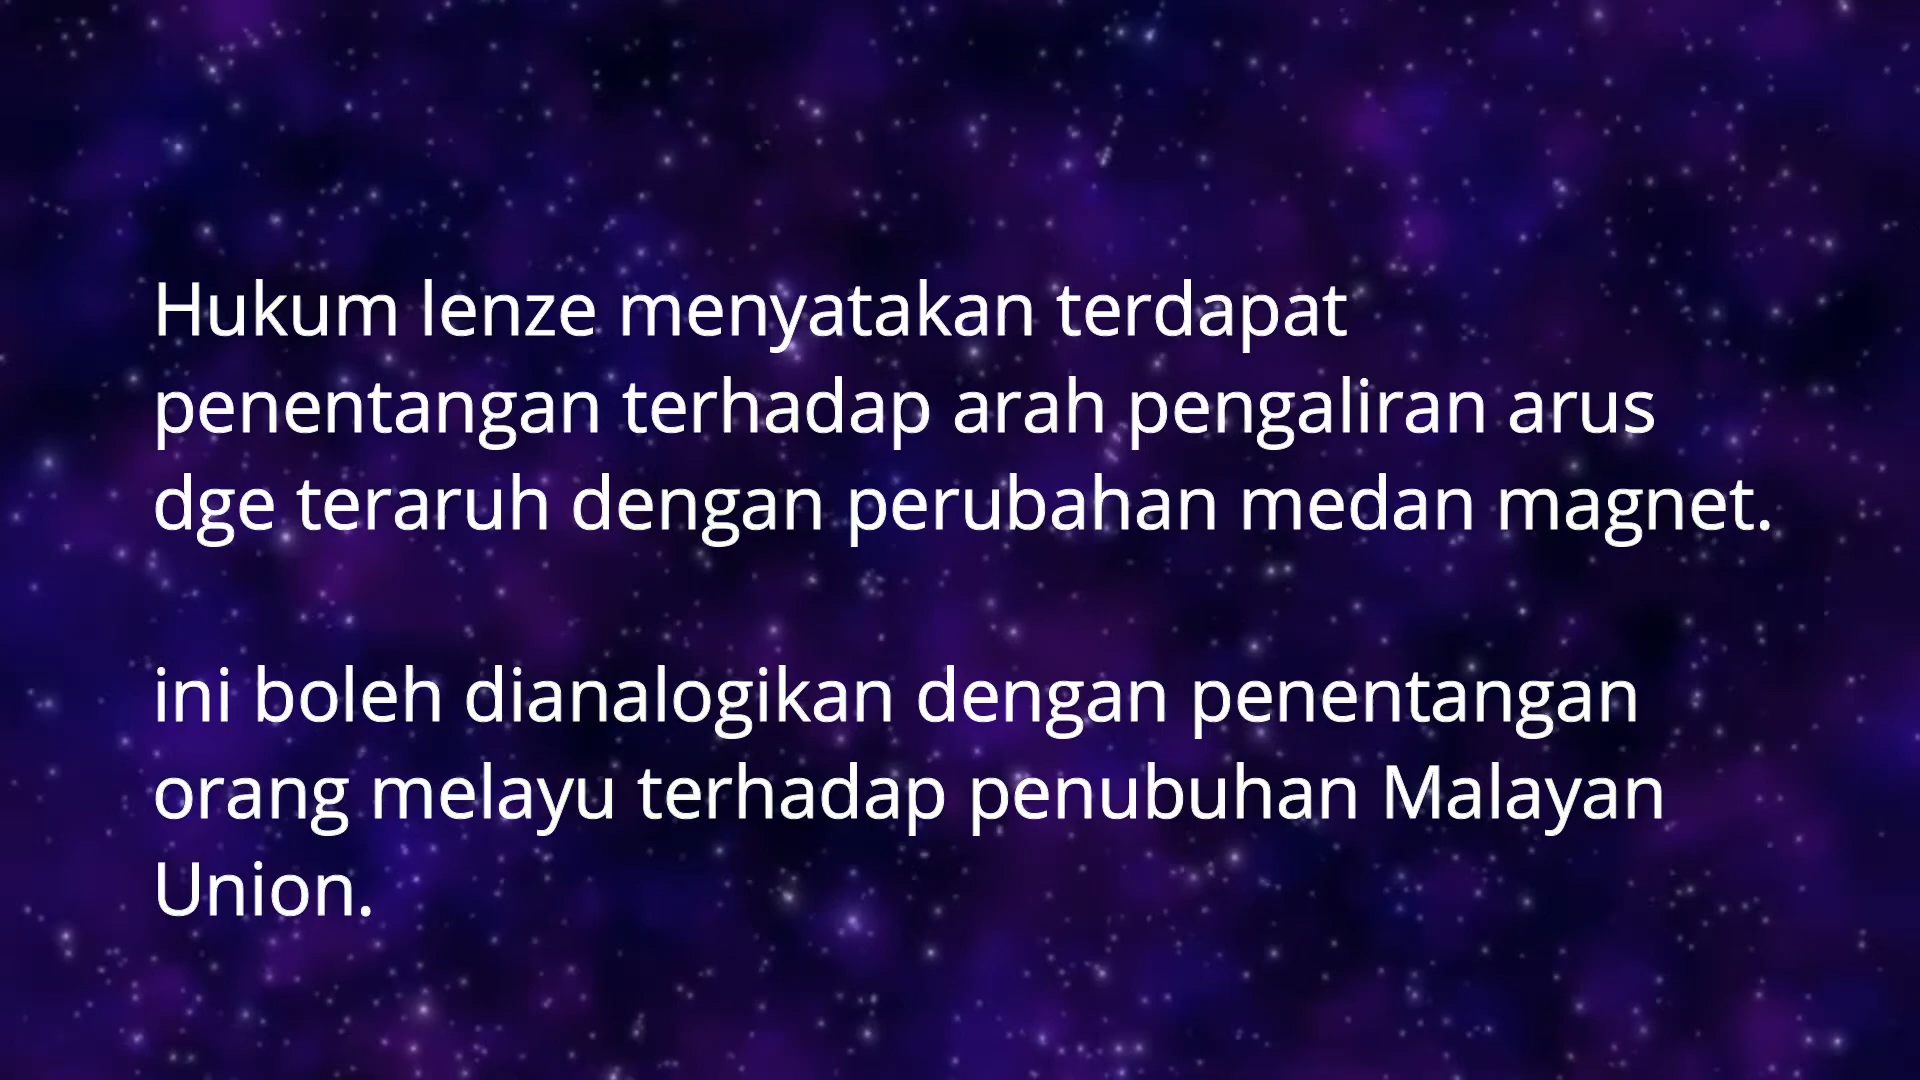 Hukum lenze menyatakan terdapat
penentangan terhadap arah pengaliran arus
dge teraruh dengan perubahan medan magnet.
ini boleh dianalogikan dengan penentangan
orang melayu terhadap penubuhan Malayan
Union.